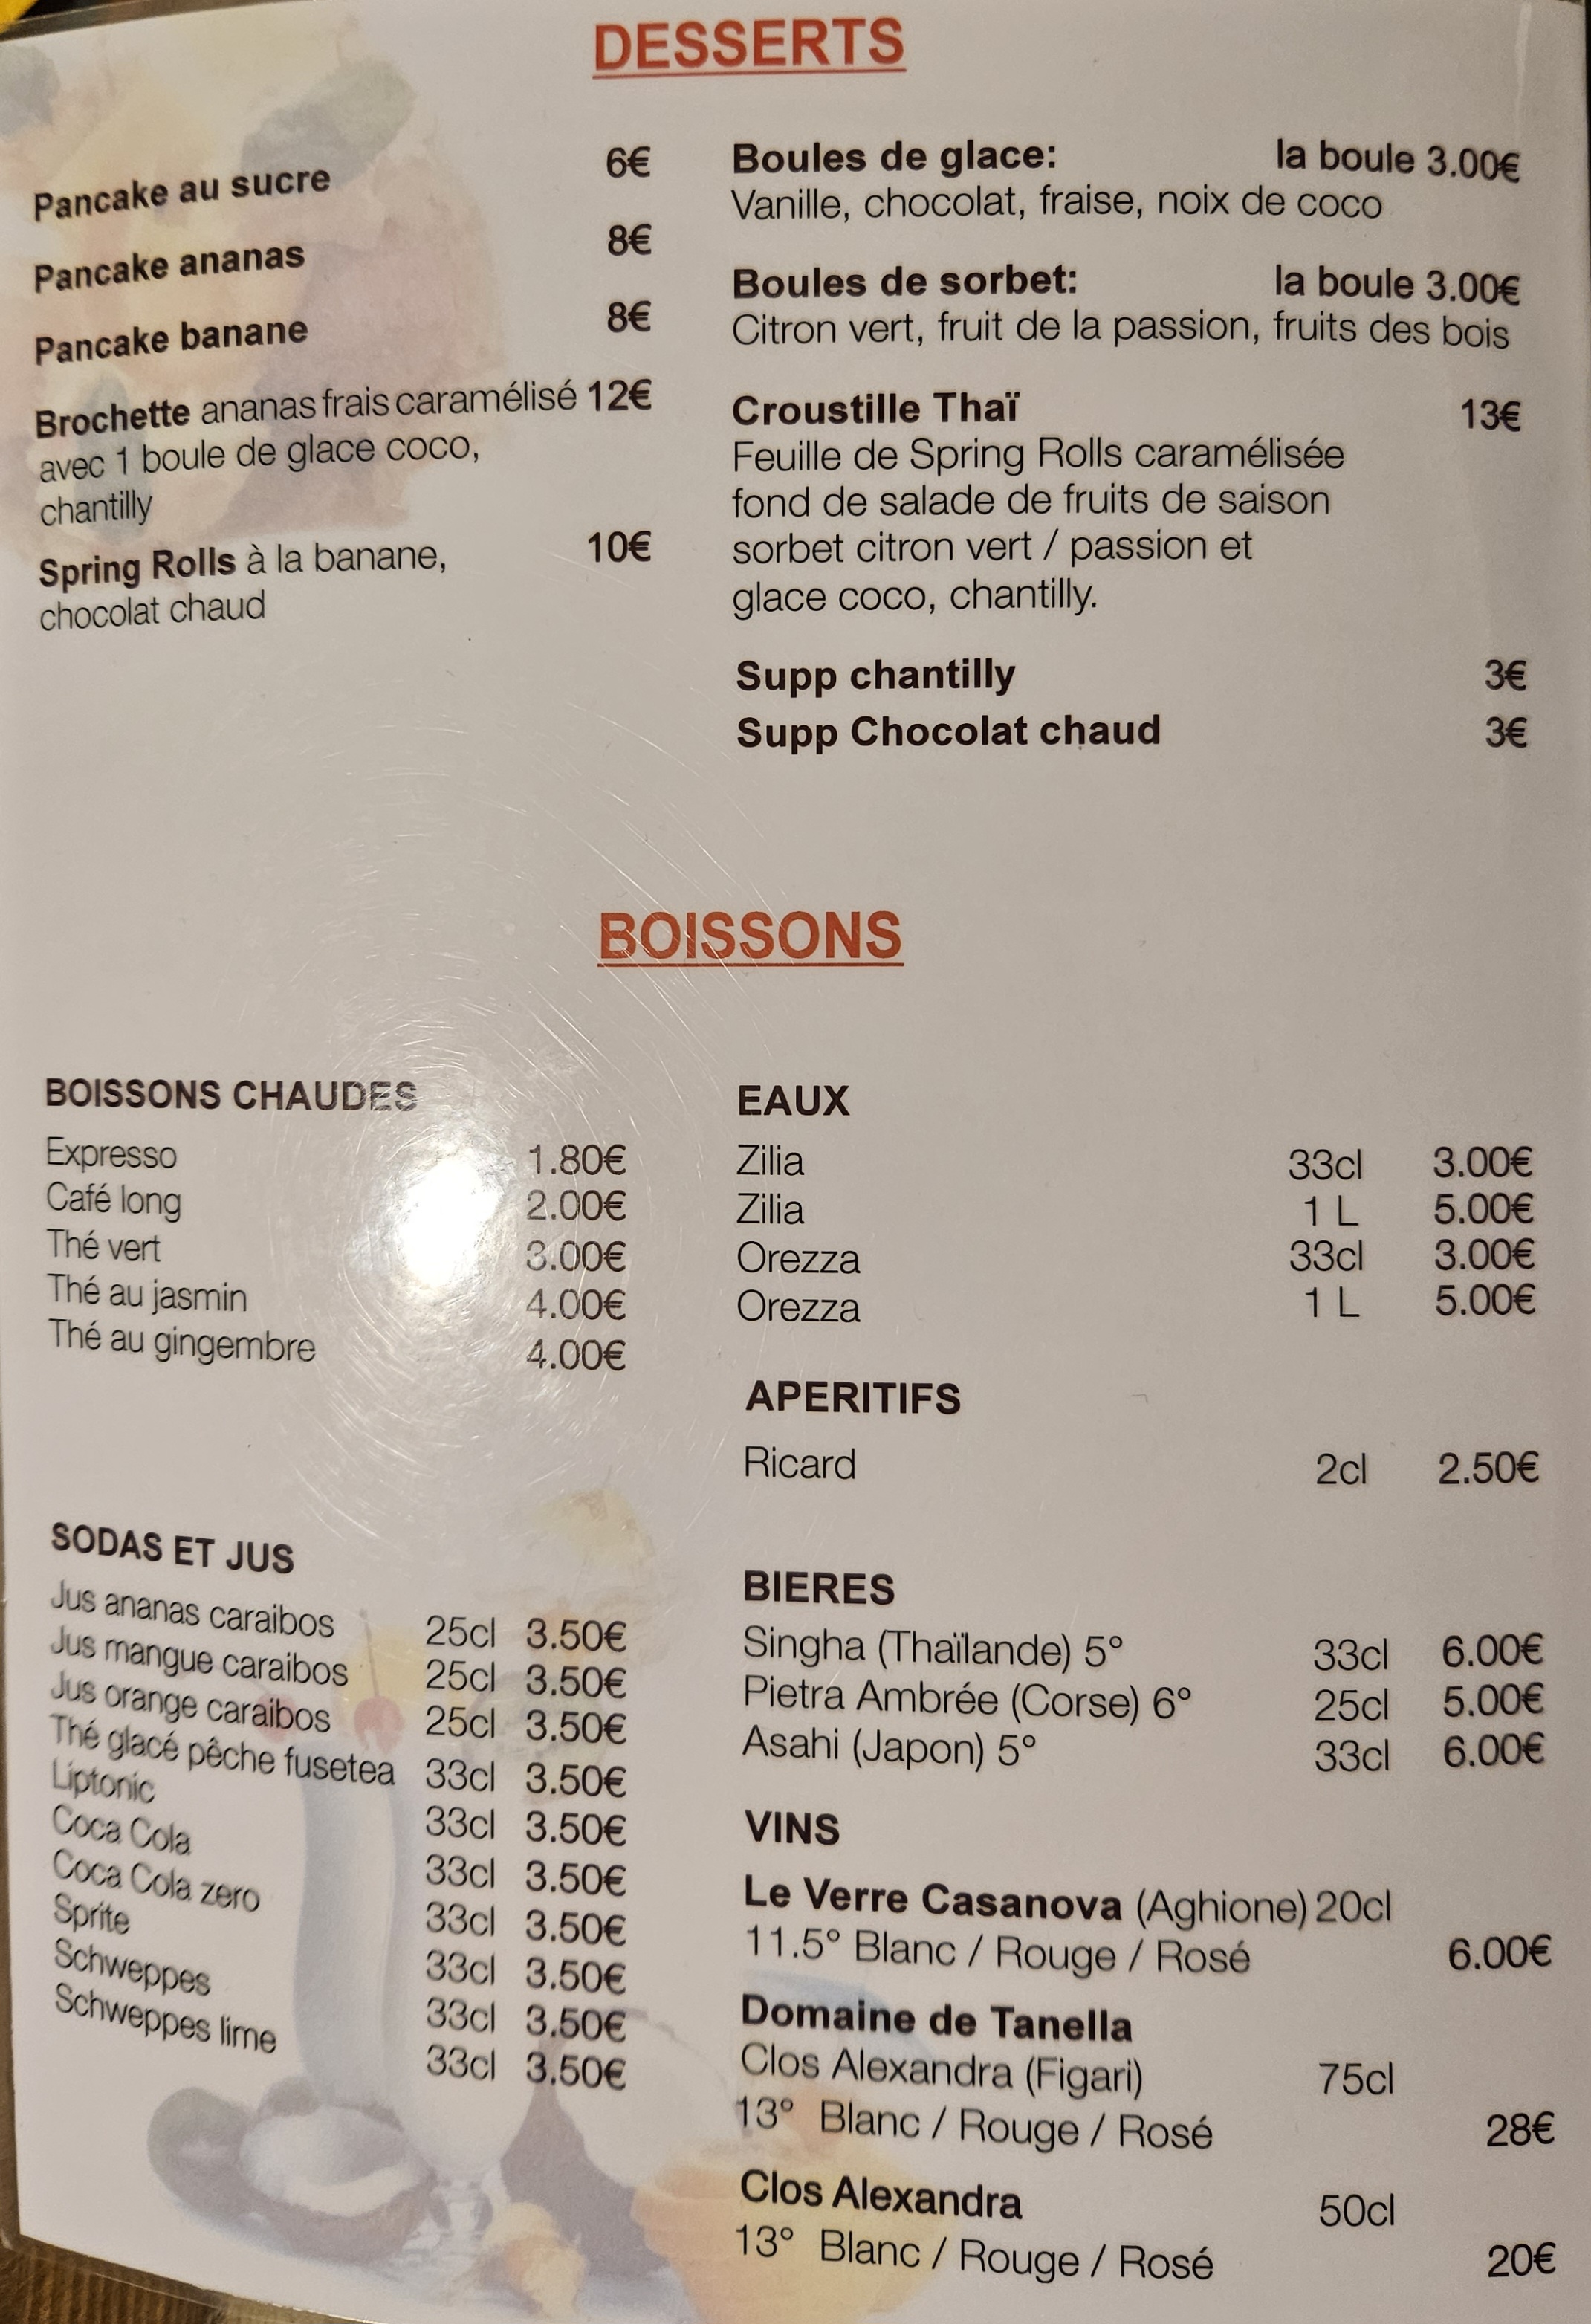 DESSERTS
Pancake au sucre 6€
Pancake ananas 8€
Pancake banane 8€
Brochette ananas frais caramélisé 12€
avec 1 boule de glace coco,
chantilly
Spring Rolls à la banane, 10€
chocolat chaud
Boules de glace: la boule 3.00€
Vanille, chocolat, fraise, noix de coco
Boules de sorbet: la boule 3.00€
Citron vert, fruit de la passion, fruits des bois
Croustille Thaï 13€
Feuille de Spring Rolls caramélisée
fond de salade de fruits de saison
sorbet citron vert / passion et
glace coco, chantilly.
Supp chantilly 3€
Supp Chocolat chaud 3€
BOISSONS
BOISSONS CHAUDES
Expresso 1.80€
Café long 2.00€
Thé vert 3.00€
Thé au jasmin 4.00€
Thé au gingembre 4.00€
SODAS ET JUS
Jus ananas caraibos 25cl 3.50€
Jus mangue caraibos 25cl 3.50€
Jus orange caraibos 25cl 3.50€
Thé glacé pêche fusetea 33cl 3.50€
Liptonic 33cl 3.50€
Coca Cola 33cl 3.50€
Coca Cola zero 33cl 3.50€
Sprite 33cl 3.50€
Schweppes 33cl 3.50€
Schweppes lime 33cl 3.50€
EAUX
Zilia 33cl 3.00€
Zilia 1 L 5.00€
Orezza 33cl 3.00€
Orezza 1 L 5.00€
APERITIFS
Ricard 2cl 2.50€
BIERES
Singha (Thaïlande) 5° 33cl 6.00€
Pietra Ambrée (Corse) 6° 25cl 5.00€
Asahi (Japon) 5° 33cl 6.00€
VINS
Le Verre Casanova (Aghione) 20cl
11.5° Blanc / Rouge / Rosé 6.00€
Domaine de Tanella
Clos Alexandra (Figari) 75cl
13° Blanc / Rouge / Rosé 28€
Clos Alexandra 50cl
13° Blanc / Rouge / Rosé 20€